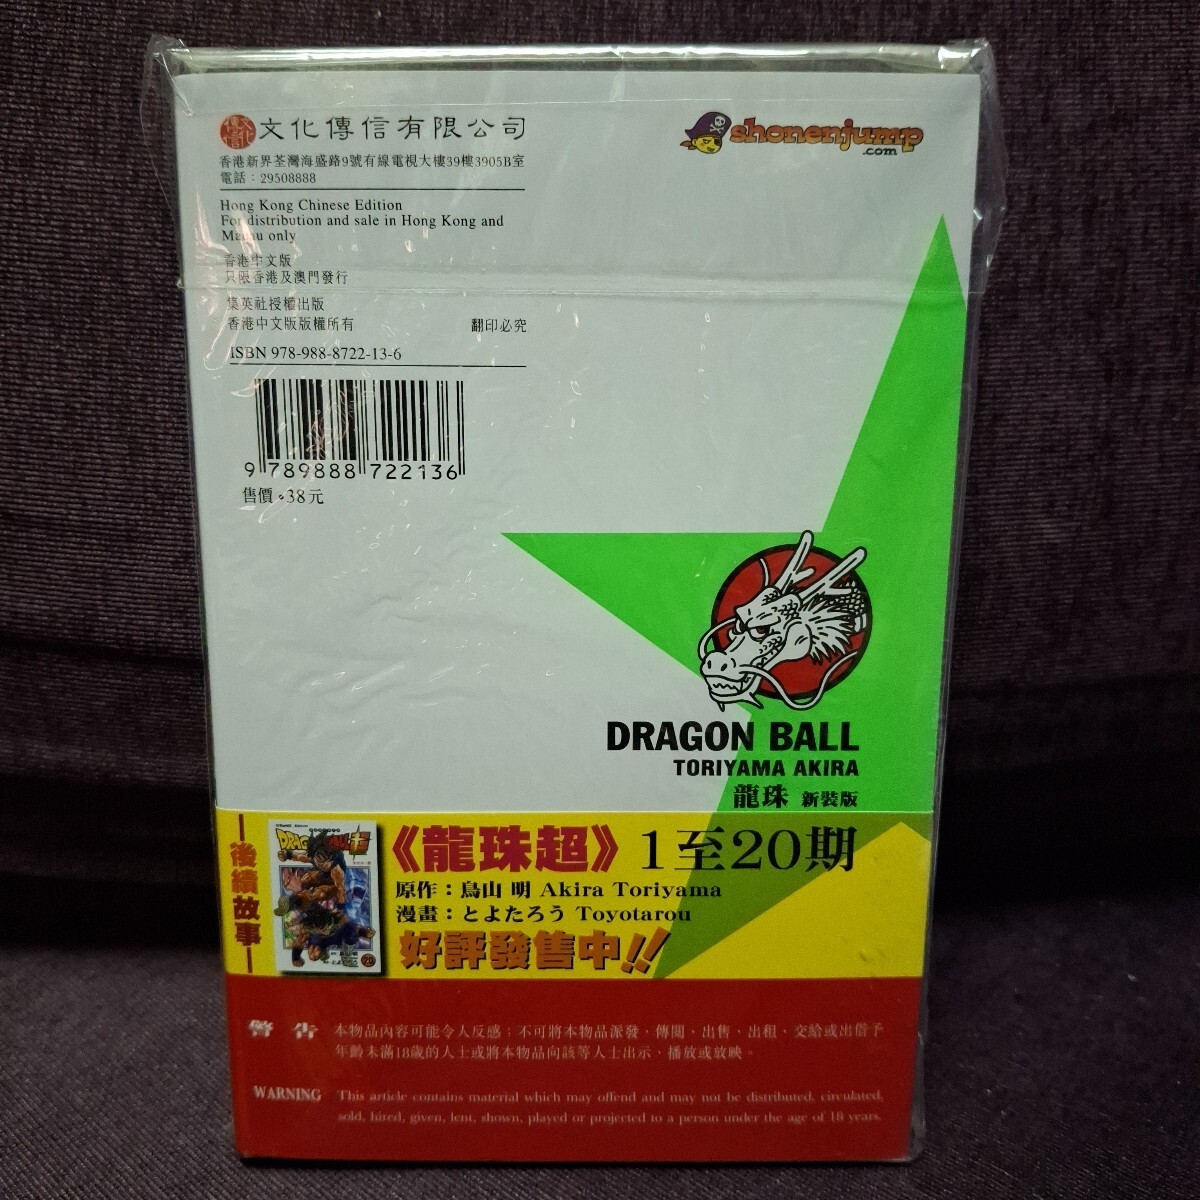 文化傳信有限公司
香港新界荃灣海盛路9號有線電視大樓39樓3905B室
電話：29508888
shonenjump
.com
Hong Kong Chinese Edition
For distribution and sale in Hong Kong and
Macau only
香港中文版
只限香港及澳門發行
集英社授權出版
香港中文版版權所有 翻印必究
ISBN 978-988-8722-13-6
9 789888 722136
售價 $38元
DRAGON BALL
TORIYAMA AKIRA
龍珠 新裝版
後續故事
《龍珠超》1至20期
原作：鳥山 明 Akira Toriyama
漫畫：とよたろう Toyotarou
好評發售中!!
警告 本物品內容可能令人反感；不可將本物品派發、傳閱、出售、出租、交給或出借予
年齡未滿18歲的人士或將本物品向該等人士出示、播放或放映。
WARNING This article contains material which may offend and may not be distributed, circulated,
sold, hired, given, lent, shown, played or projected to a person under the age of 18 years.